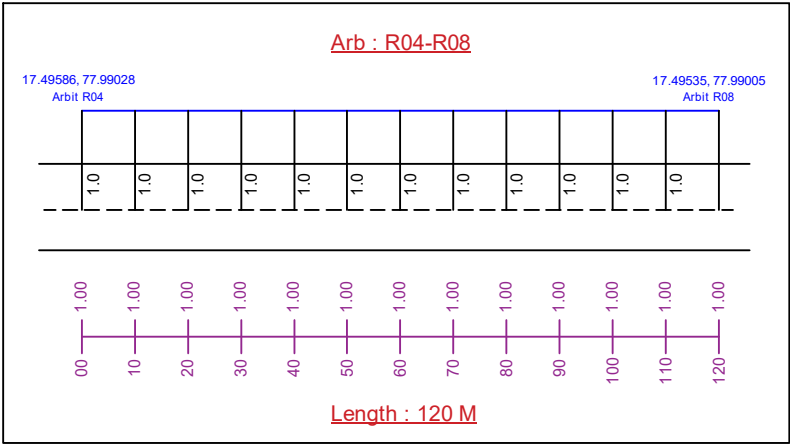 Arb : R04-R08
17.49586, 77.99028
Arbit R04
17.49535, 77.99005
Arbit R08
1.0 1.0 1.0 1.0 1.0 1.0 1.0 1.0 1.0 1.0 1.0 1.0
1.00 1.00 1.00 1.00 1.00 1.00 1.00 1.00 1.00 1.00 1.00 1.00 1.00
00 10 20 30 40 50 60 70 80 90 100 110 120
Length : 120 M